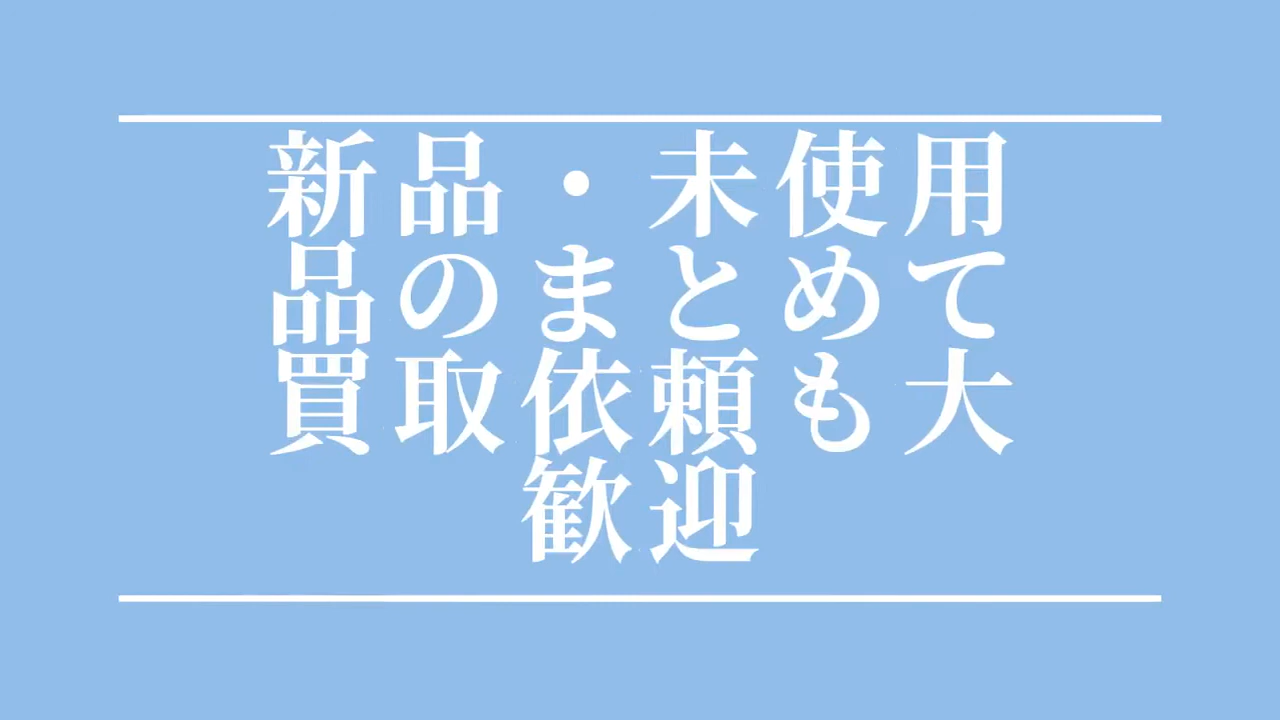 新品・未使用
品のまとめて
買取依頼も大
歓迎